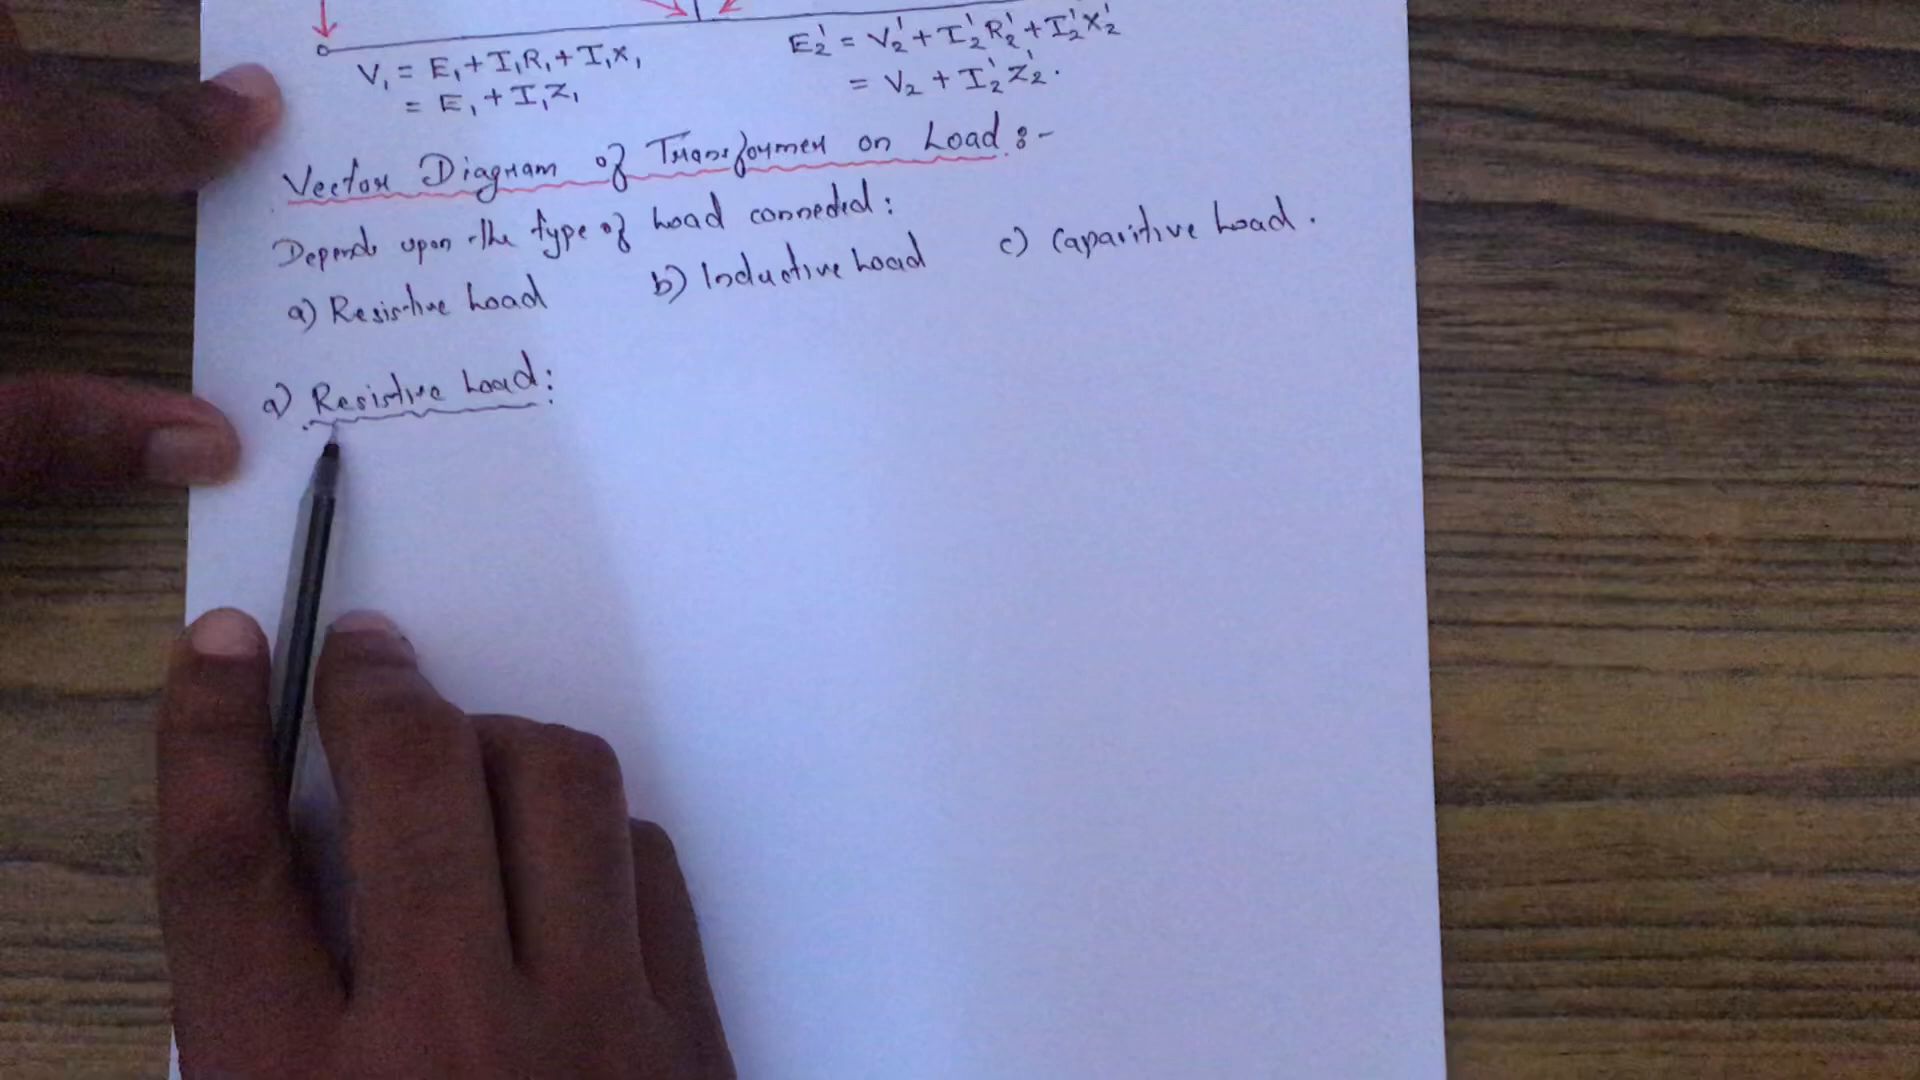 V₁ = E₁ + I₁R₁ + I₁X₁
= E₁ + I₁Z₁
E₂' = V₂' + I₂'R₂' + I₂'X₂'
= V₂ + I₂'Z₂'.
Vector Diagram of Transformer on Load :-
Depends upon the type of Load connected :
a) Resistive Load b) Inductive Load c) Capacitive Load .
a) Resistive Load :